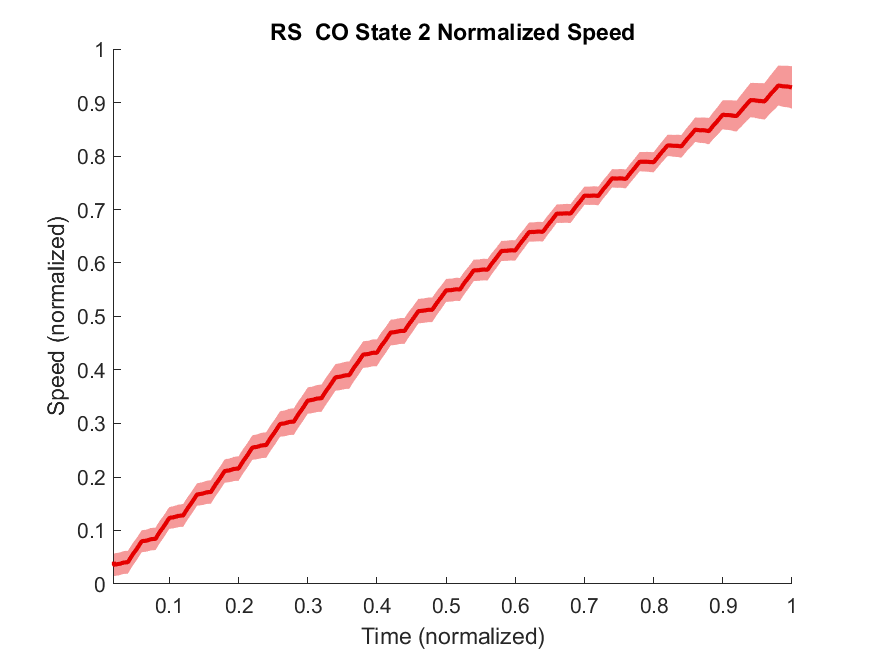 RS  CO State 2 Normalized Speed
1
0.9
0.8
0.7
0.6
0.5
0.4
0.3
0.2
0.1
0
Speed (normalized)
0.1 0.2 0.3 0.4 0.5 0.6 0.7 0.8 0.9 1
Time (normalized)